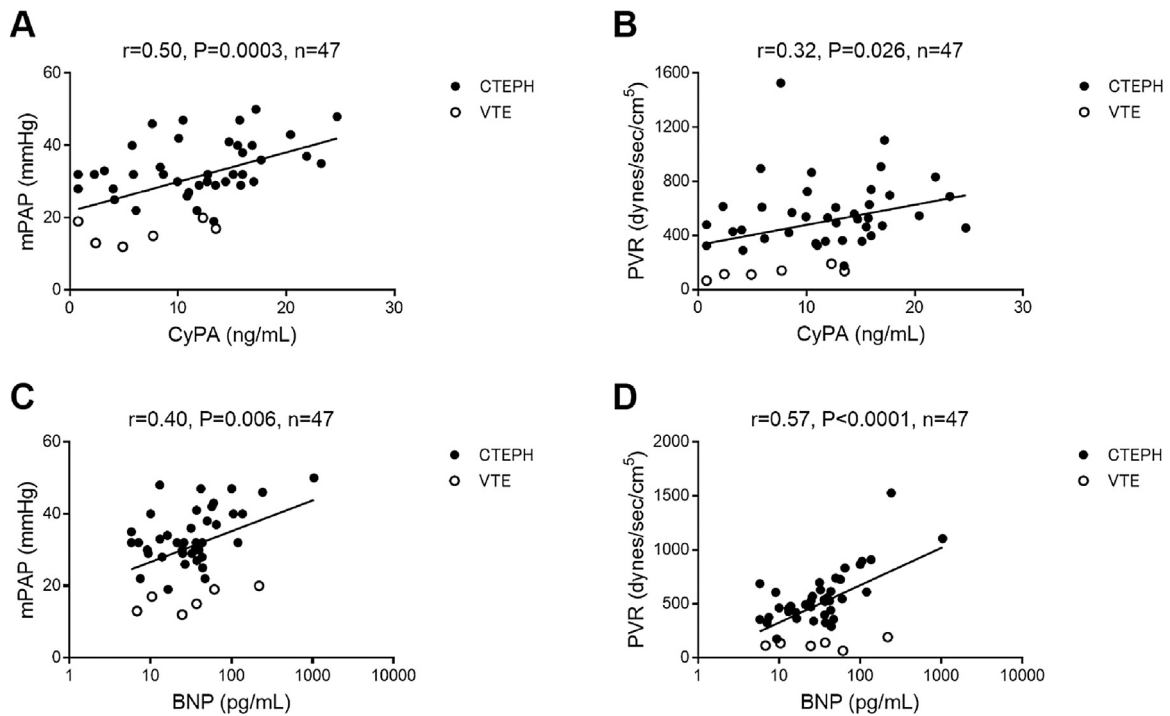 A
r=0.50, P=0.0003, n=47
60
40
20
0
mPAP (mmHg)
0 10 20 30
CyPA (ng/mL)
CTEPH
VTE
B
r=0.32, P=0.026, n=47
1600
1200
800
400
0
PVR (dynes/sec/cm⁵)
0 10 20 30
CyPA (ng/mL)
CTEPH
VTE
C
r=0.40, P=0.006, n=47
60
40
20
0
mPAP (mmHg)
1 10 100 1000 10000
BNP (pg/mL)
CTEPH
VTE
D
r=0.57, P<0.0001, n=47
2000
1500
1000
500
0
PVR (dynes/sec/cm⁵)
1 10 100 1000 10000
BNP (pg/mL)
CTEPH
VTE